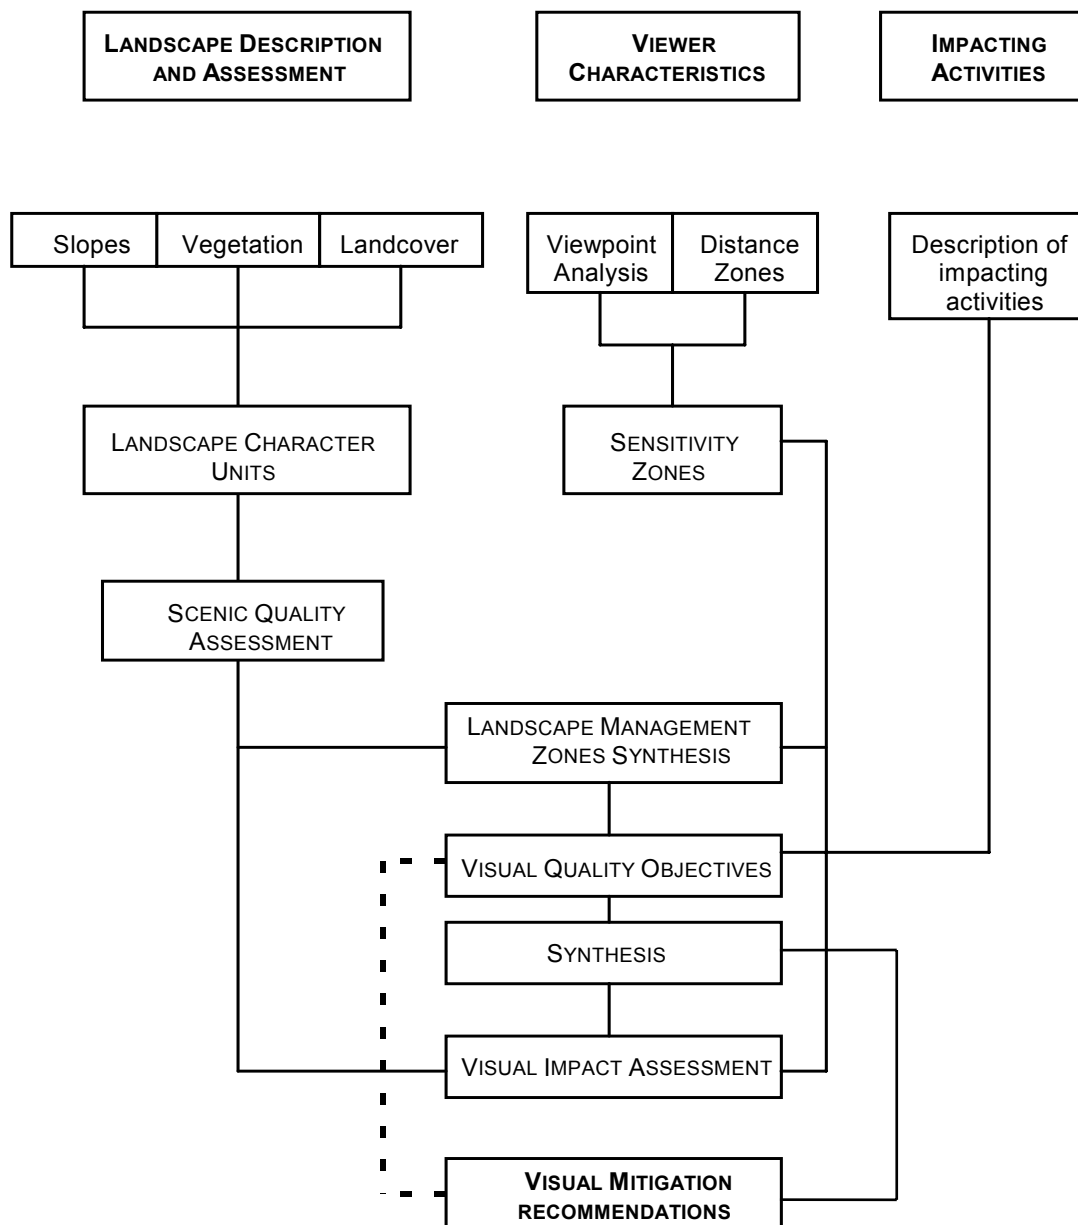 LANDSCAPE DESCRIPTION
AND ASSESSMENT
VIEWER
CHARACTERISTICS
IMPACTING
ACTIVITIES
Slopes
Vegetation
Landcover
Viewpoint
Analysis
Distance
Zones
Description of
impacting
activities
LANDSCAPE CHARACTER
UNITS
SENSITIVITY
ZONES
SCENIC QUALITY
ASSESSMENT
LANDSCAPE MANAGEMENT
ZONES SYNTHESIS
VISUAL QUALITY OBJECTIVES
SYNTHESIS
VISUAL IMPACT ASSESSMENT
VISUAL MITIGATION
RECOMMENDATIONS